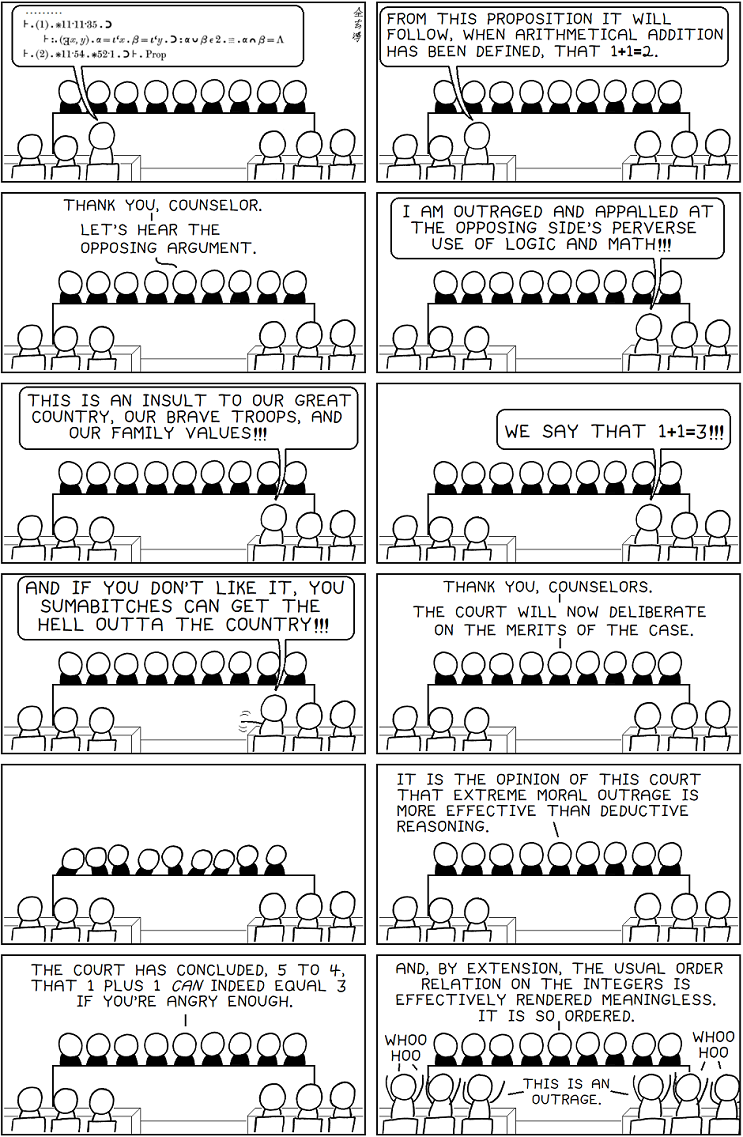 .........
⊢.(1).*11·11·35.⊃
⊢:.(∃x,y).α=ι‘x.β=ι‘y.⊃:α∪βϵ2.≡.α∩β=Λ
⊢.(2).*11·54.*52·1.⊃⊢.Prop
FROM THIS PROPOSITION IT WILL
FOLLOW, WHEN ARITHMETICAL ADDITION
HAS BEEN DEFINED, THAT 1+1=2.
THANK YOU, COUNSELOR.
LET'S HEAR THE
OPPOSING ARGUMENT.
I AM OUTRAGED AND APPALLED AT
THE OPPOSING SIDE'S PERVERSE
USE OF LOGIC AND MATH!!!
THIS IS AN INSULT TO OUR GREAT
COUNTRY, OUR BRAVE TROOPS, AND
OUR FAMILY VALUES!!!
WE SAY THAT 1+1=3!!!
AND IF YOU DON'T LIKE IT, YOU
SUMABITCHES CAN GET THE
HELL OUTTA THE COUNTRY!!!
THANK YOU, COUNSELORS.
THE COURT WILL NOW DELIBERATE
ON THE MERITS OF THE CASE.
IT IS THE OPINION OF THIS COURT
THAT EXTREME MORAL OUTRAGE IS
MORE EFFECTIVE THAN DEDUCTIVE
REASONING.
THE COURT HAS CONCLUDED, 5 TO 4,
THAT 1 PLUS 1 CAN INDEED EQUAL 3
IF YOU'RE ANGRY ENOUGH.
AND, BY EXTENSION, THE USUAL ORDER
RELATION ON THE INTEGERS IS
EFFECTIVELY RENDERED MEANINGLESS.
IT IS SO ORDERED.
WHOO
HOO
WHOO
HOO
THIS IS AN
OUTRAGE.